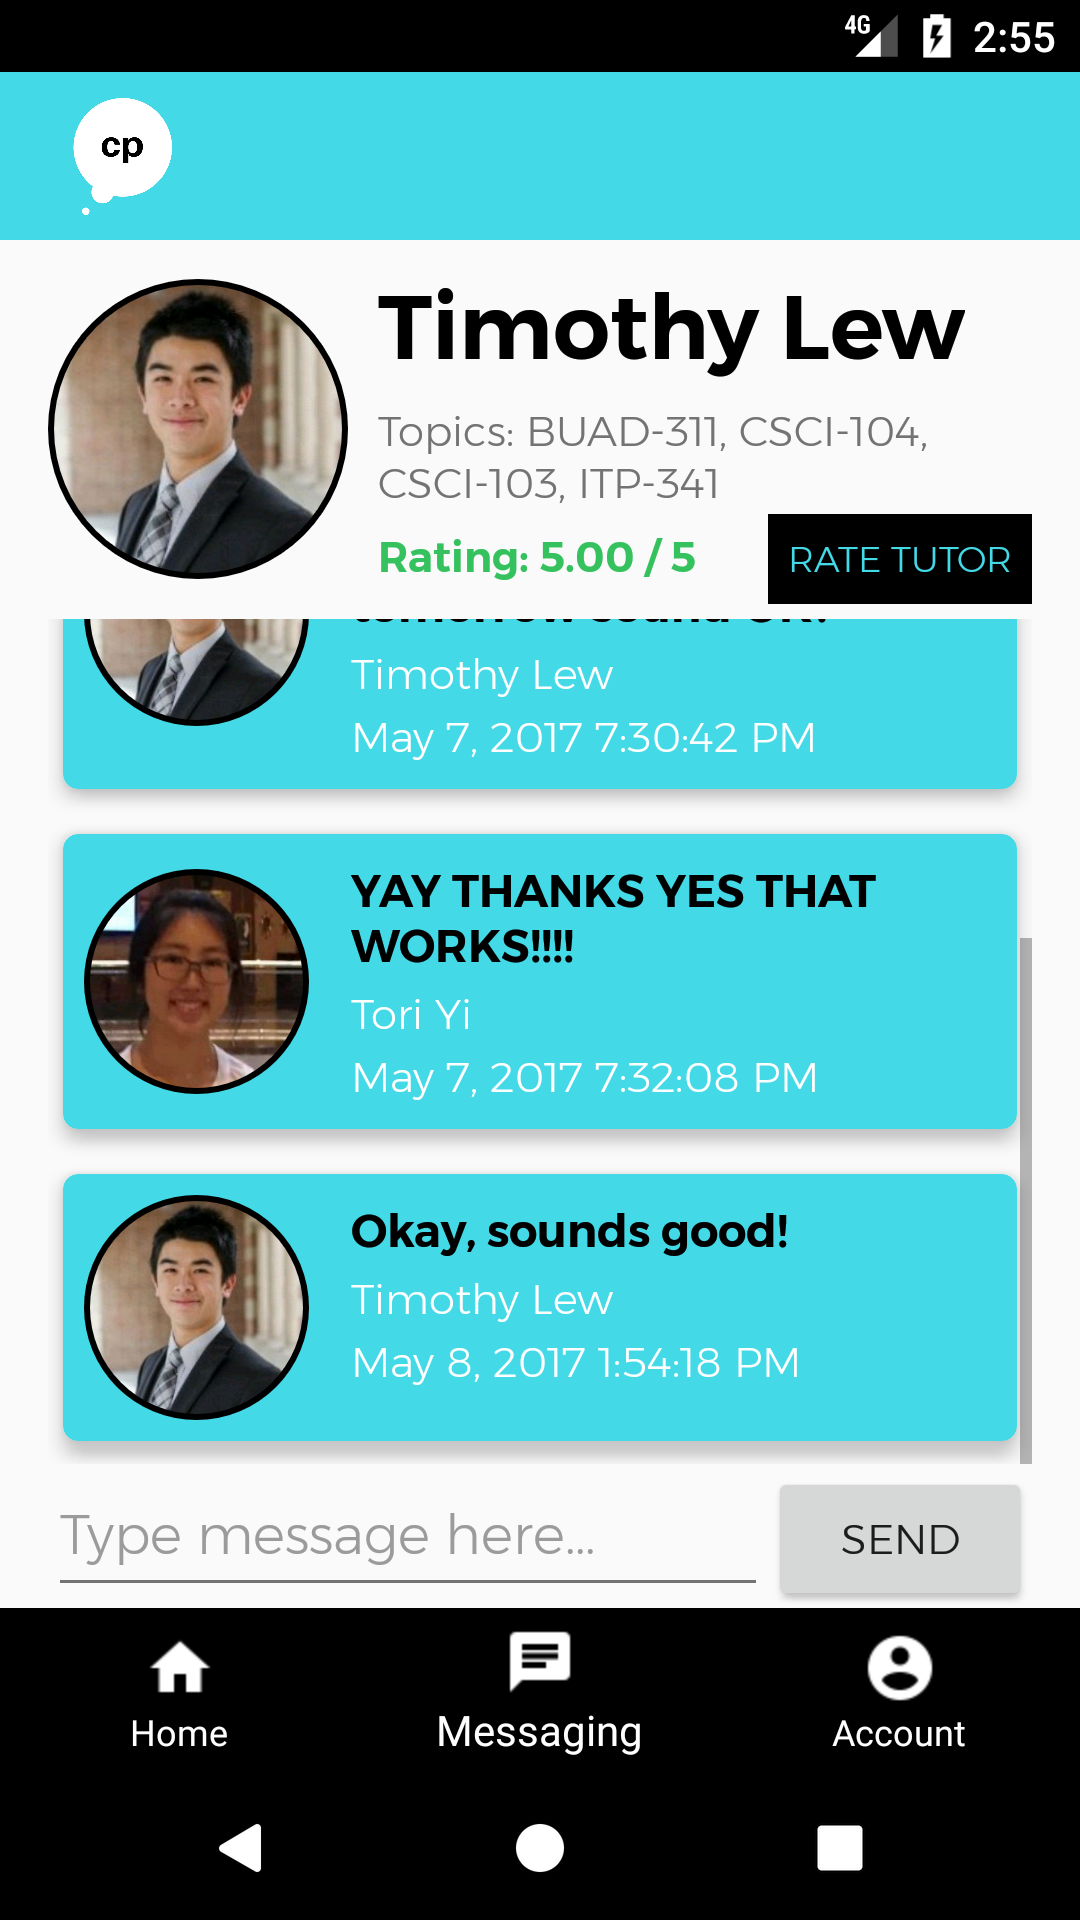 4G 2:55
cp
Timothy Lew
Topics: BUAD-311, CSCI-104,
CSCI-103, ITP-341
Rating: 5.00 / 5
RATE TUTOR
tomorrow sound OK?
Timothy Lew
May 7, 2017 7:30:42 PM
YAY THANKS YES THAT
WORKS!!!!
Tori Yi
May 7, 2017 7:32:08 PM
Okay, sounds good!
Timothy Lew
May 8, 2017 1:54:18 PM
Type message here...
SEND
Home
Messaging
Account